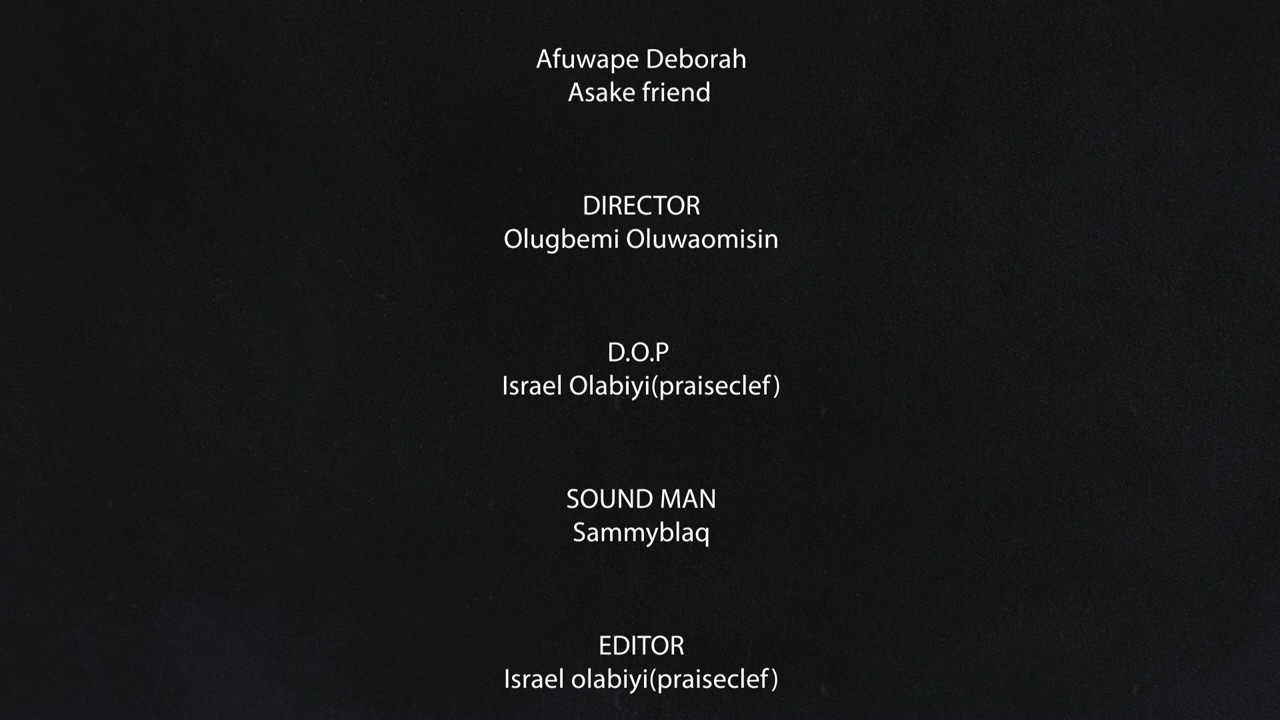 Afuwape Deborah
Asake friend
DIRECTOR
Olugbemi Oluwaomisin
D.O.P
Israel Olabiyi(praiseclef)
SOUND MAN
Sammyblaq
EDITOR
Israel olabiyi(praiseclef)